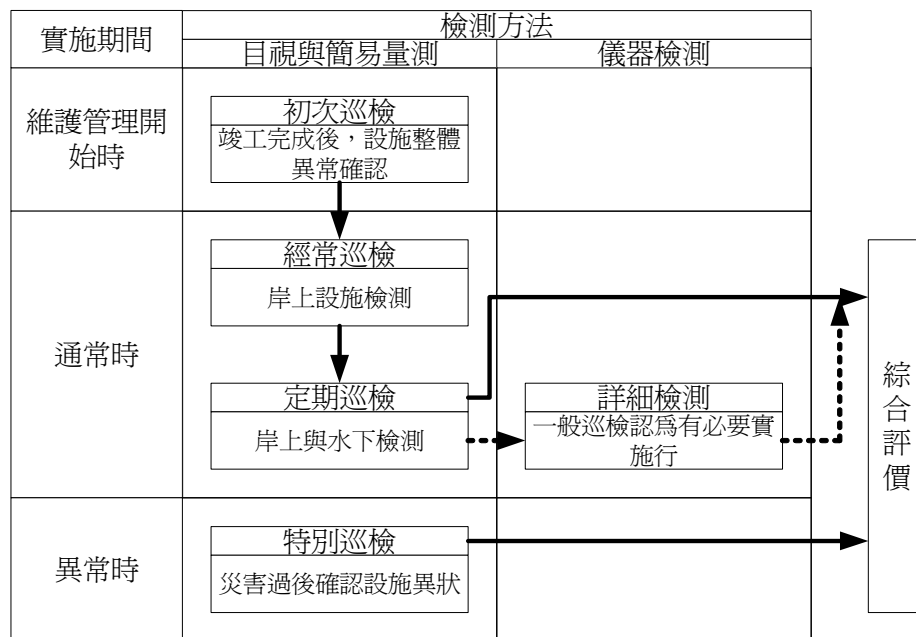 實施期間
檢測方法
目視與簡易量測
儀器檢測
維護管理開
始時
初次巡檢
竣工完成後，設施整體
異常確認
通常時
經常巡檢
岸上設施檢測
定期巡檢
岸上與水下檢測
詳細檢測
一般巡檢認為有必要實
施行
綜合評價
異常時
特別巡檢
災害過後確認設施異狀